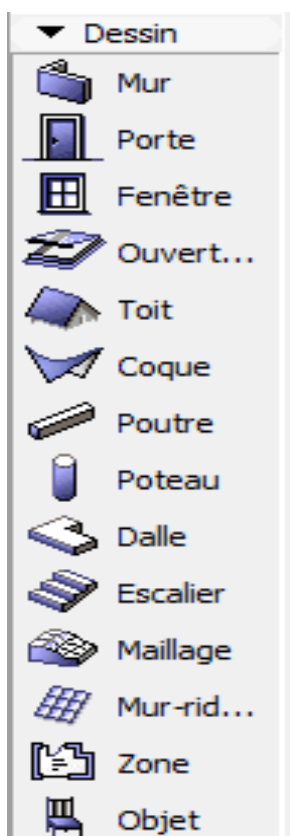 Dessin
Mur
Porte
Fenêtre
Ouvert...
Toit
Coque
Poutre
Poteau
Dalle
Escalier
Maillage
Mur-rid...
Zone
Objet